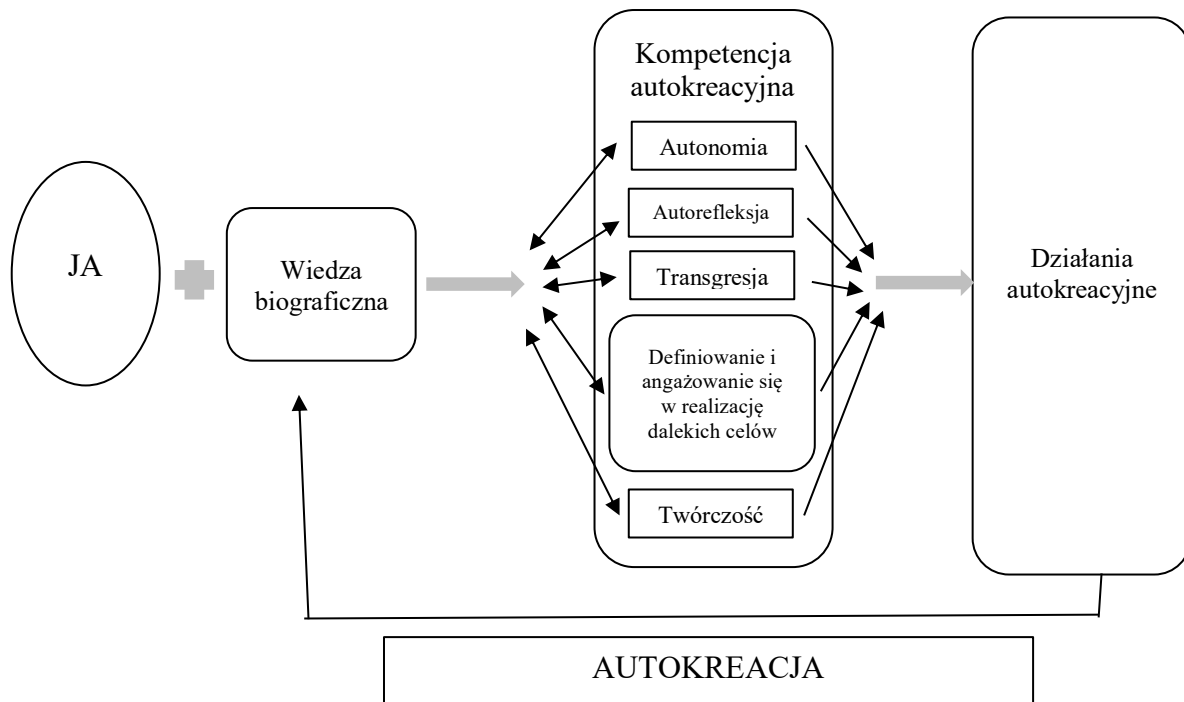 JA
Wiedza
biograficzna
Kompetencja
autokreacyjna
Autonomia
Autorefleksja
Transgresja
Definiowanie i
angażowanie się
w realizację
dalekich celów
Twórczość
Działania
autokreacyjne
AUTOKREACJA